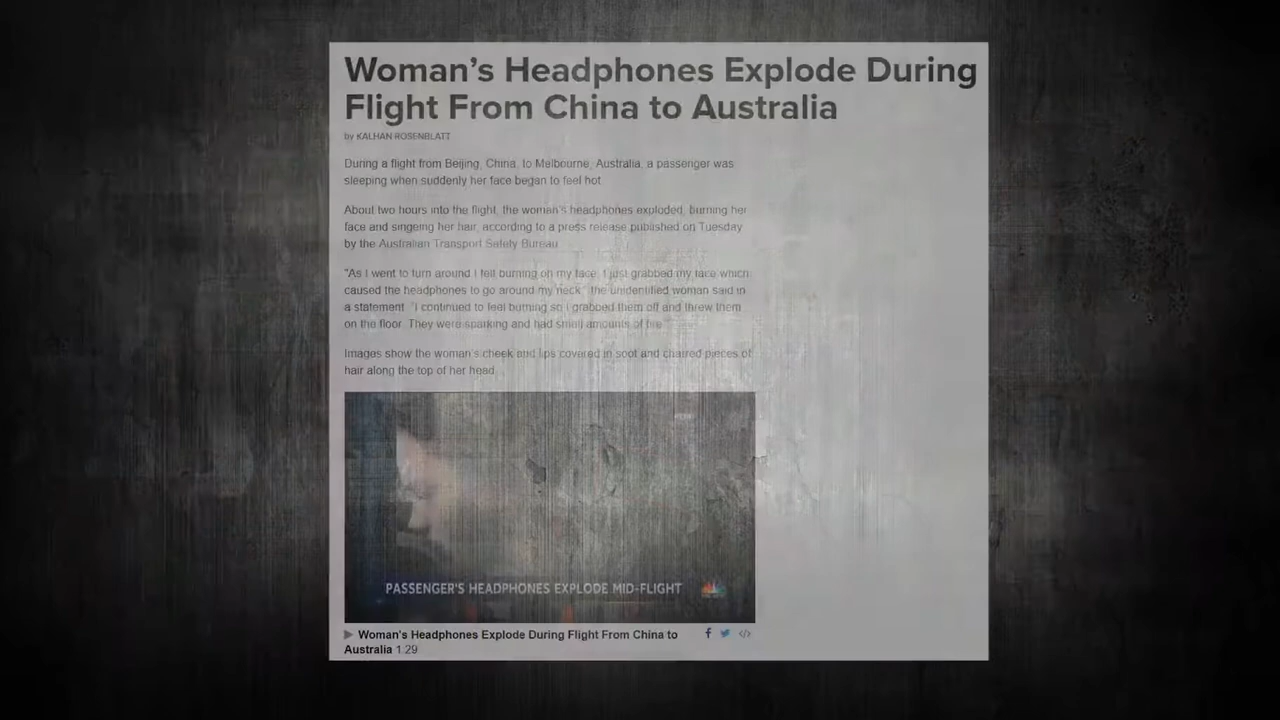 Woman's Headphones Explode During
Flight From China to Australia
by KALHAN ROSENBLATT
During a flight from Beijing, China, to Melbourne, Australia, a passenger was
sleeping when suddenly her face began to feel hot.
About two hours into the flight, the woman's headphones exploded, burning her
face and singeing her hair, according to a press release published on Tuesday
by the Australian Transport Safety Bureau.
"As I went to turn around I felt burning on my face. I just grabbed my face which
caused the headphones to go around my neck," the unidentified woman said in
a statement. "I continued to feel burning so I grabbed them off and threw them
on the floor. They were sparking and had small amounts of fire."
Images show the woman's cheek and lips covered in soot and charred pieces of
hair along the top of her head.
PASSENGER'S HEADPHONES EXPLODE MID-FLIGHT
Woman's Headphones Explode During Flight From China to
Australia 1:29